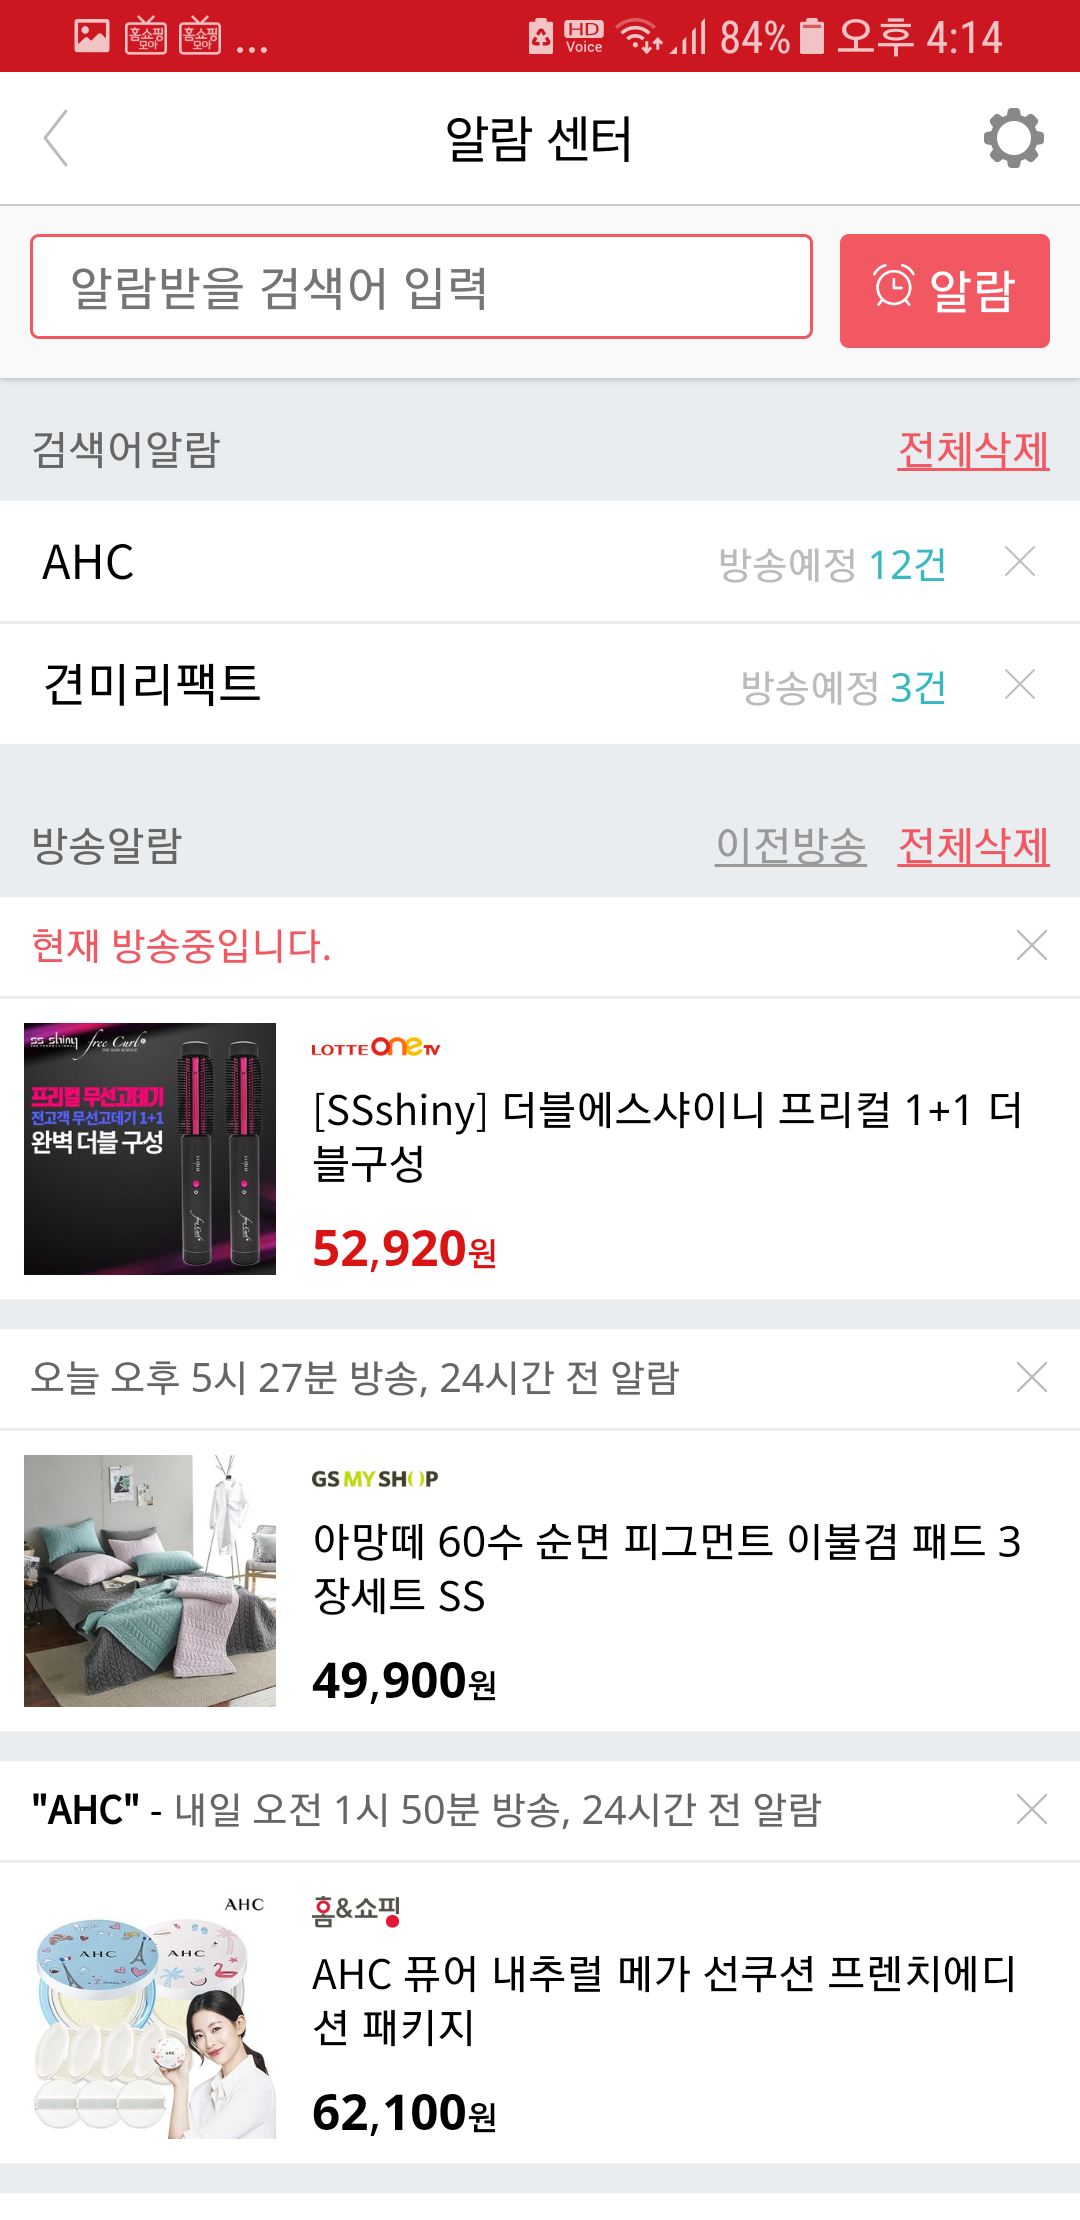 홈쇼핑 모아 홈쇼핑 모아 ... HD Voice 84% 오후 4:14
알람 센터
알람받을 검색어 입력 알람
검색어알람 전체삭제
AHC 방송예정 12건
견미리팩트 방송예정 3건
방송알람 이전방송 전체삭제
현재 방송중입니다.
ss shiny free Curl
프리컬 무선고데기
전고객 무선고데기 1+1
완벽 더블 구성
LOTTE ONE TV
[SSshiny] 더블에스샤이니 프리컬 1+1 더
블구성
52,920원
오늘 오후 5시 27분 방송, 24시간 전 알람
GS MY SHOP
아망떼 60수 순면 피그먼트 이불겸 패드 3
장세트 SS
49,900원
"AHC" - 내일 오전 1시 50분 방송, 24시간 전 알람
AHC
AHC AHC
AHC
홈&쇼핑
AHC 퓨어 내추럴 메가 선쿠션 프렌치에디
션 패키지
62,100원